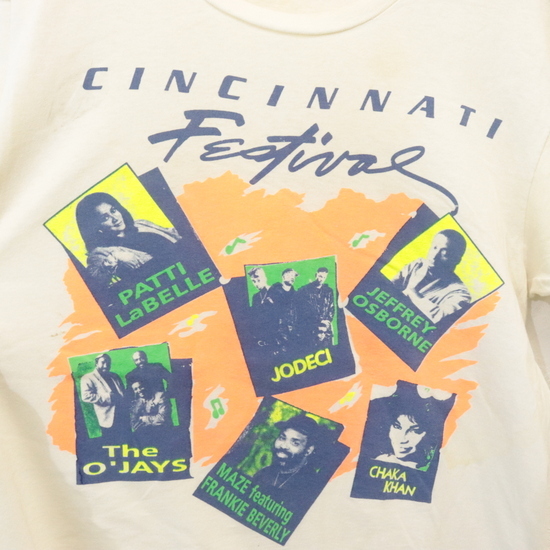 CINCINNATI
Festival
PATTI
LaBELLE
JODECI
JEFFREY
OSBORNE
The
O'JAYS
MAZE featuring
FRANKIE BEVERLY
CHAKA
KHAN